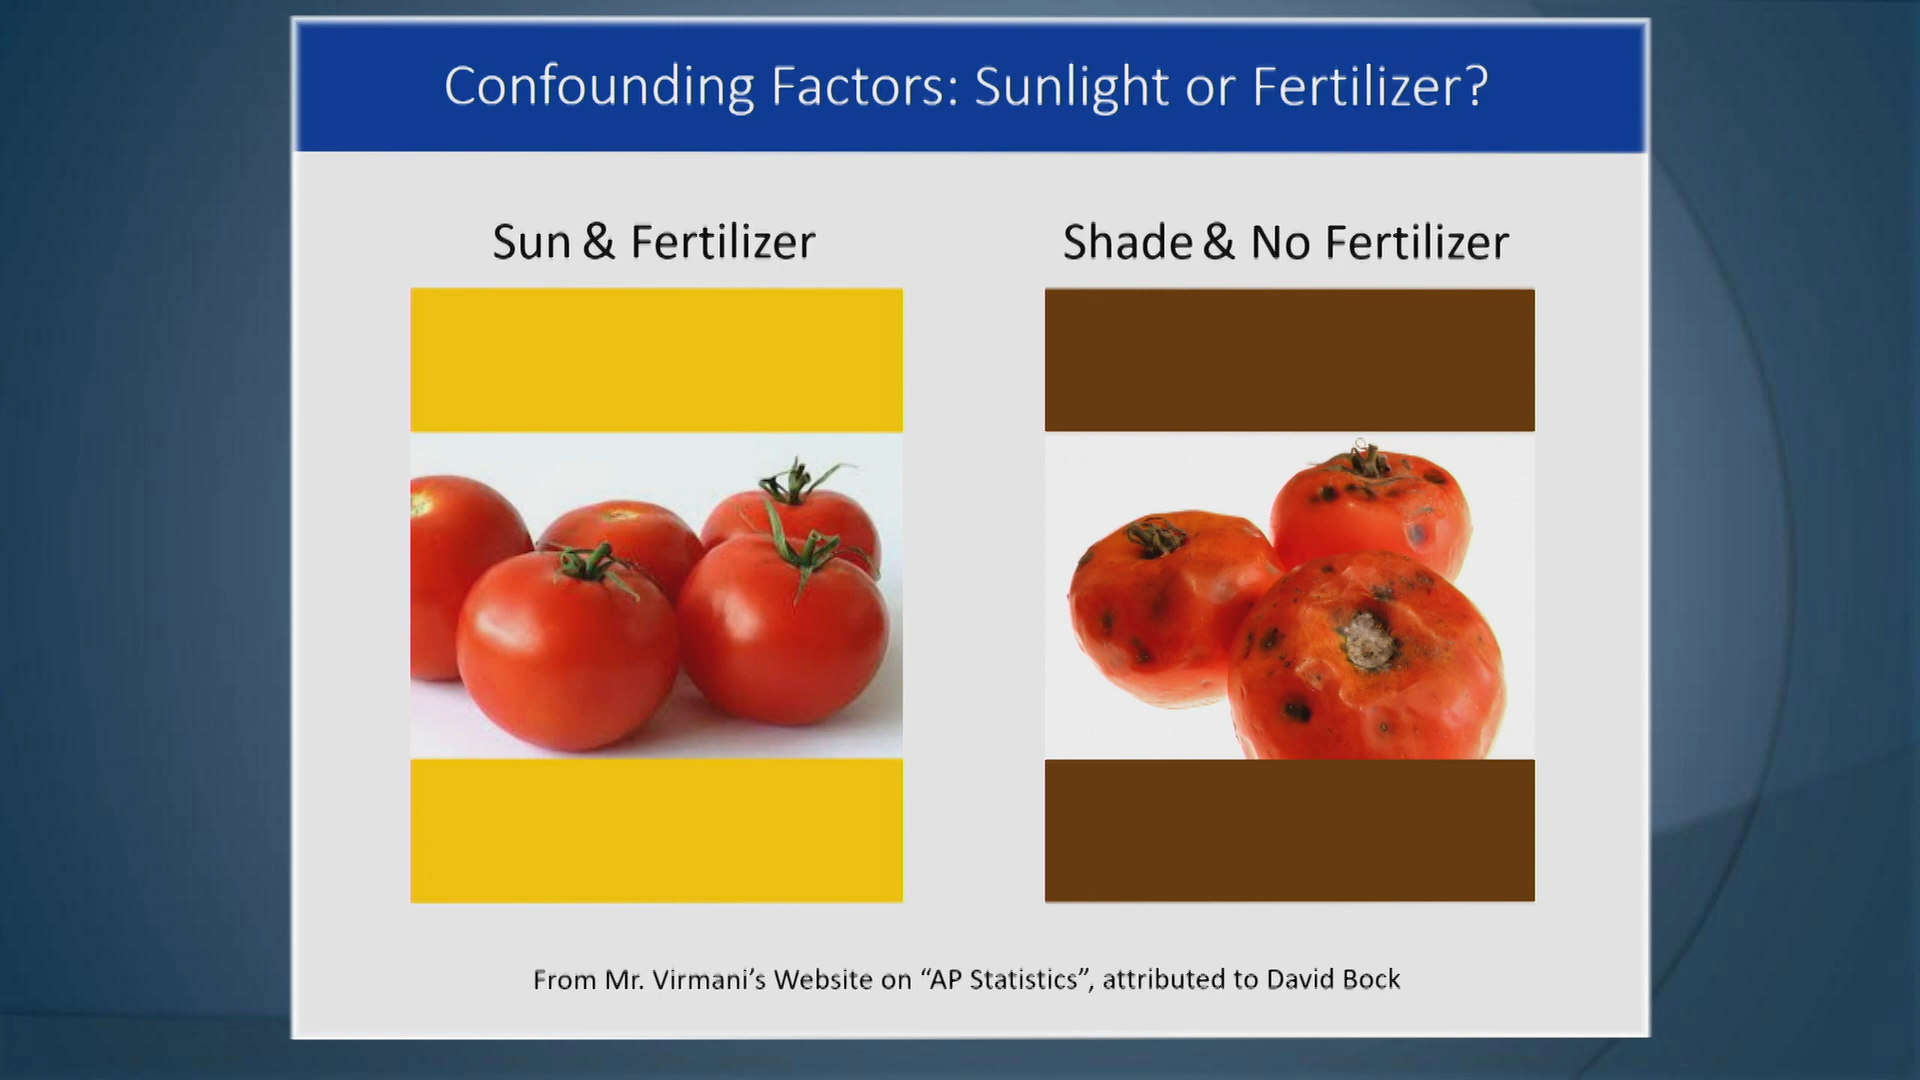 Confounding Factors: Sunlight or Fertilizer?
Sun & Fertilizer
Shade & No Fertilizer
From Mr. Virmani’s Website on “AP Statistics”, attributed to David Bock